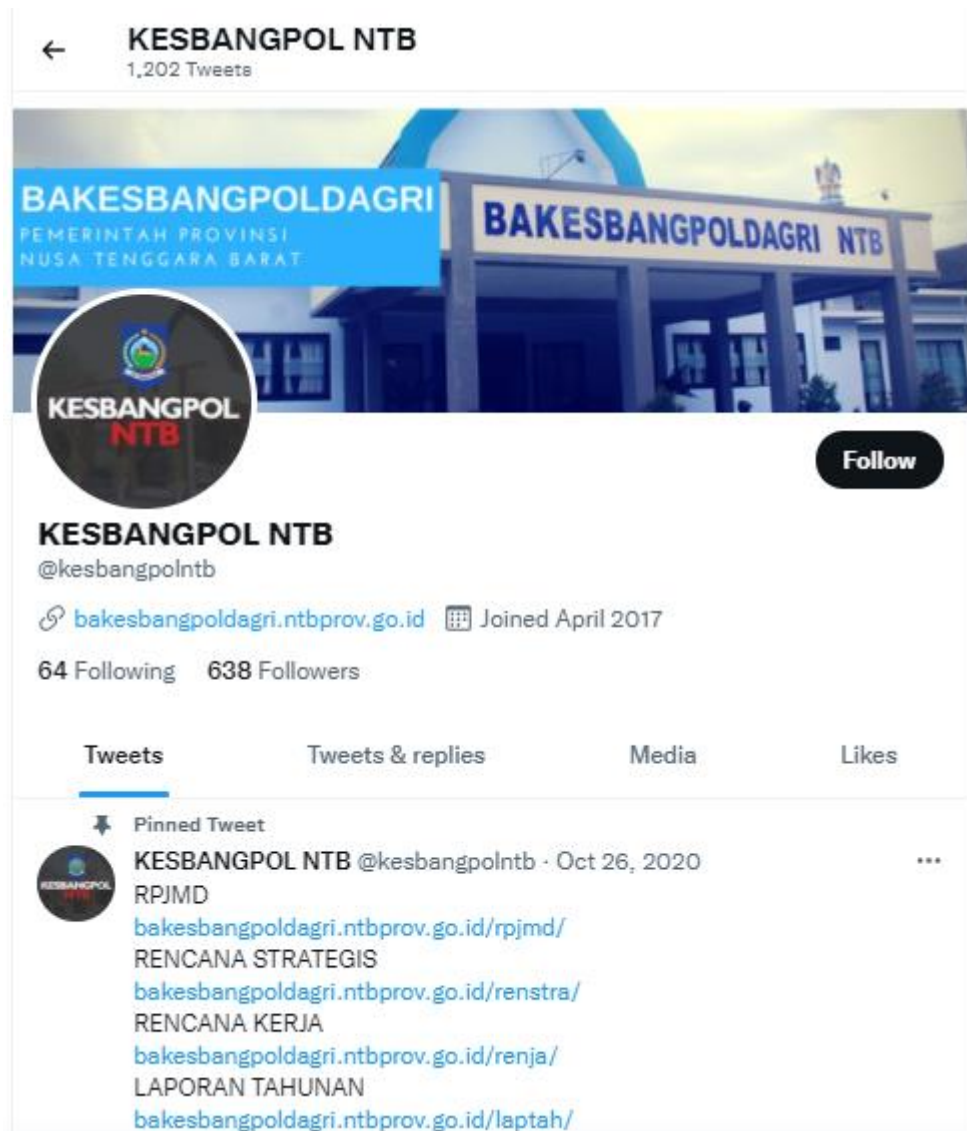 KESBANGPOL NTB
1,202 Tweets
BAKESBANGPOLDAGRI
PEMERINTAH PROVINSI
NUSA TENGGARA BARAT
BAKESBANGPOLDAGRI NTB
KESBANGPOL
NTB
Follow
KESBANGPOL NTB
@kesbangpolntb
bakesbangpoldagri.ntbprov.go.id Joined April 2017
64 Following 638 Followers
Tweets Tweets & replies Media Likes
Pinned Tweet
KESBANGPOL NTB @kesbangpolntb · Oct 26, 2020
KESBANGPOL
NTB
RPJMD
bakesbangpoldagri.ntbprov.go.id/rpjmd/
RENCANA STRATEGIS
bakesbangpoldagri.ntbprov.go.id/renstra/
RENCANA KERJA
bakesbangpoldagri.ntbprov.go.id/renja/
LAPORAN TAHUNAN
bakesbangpoldagri.ntbprov.go.id/laptah/